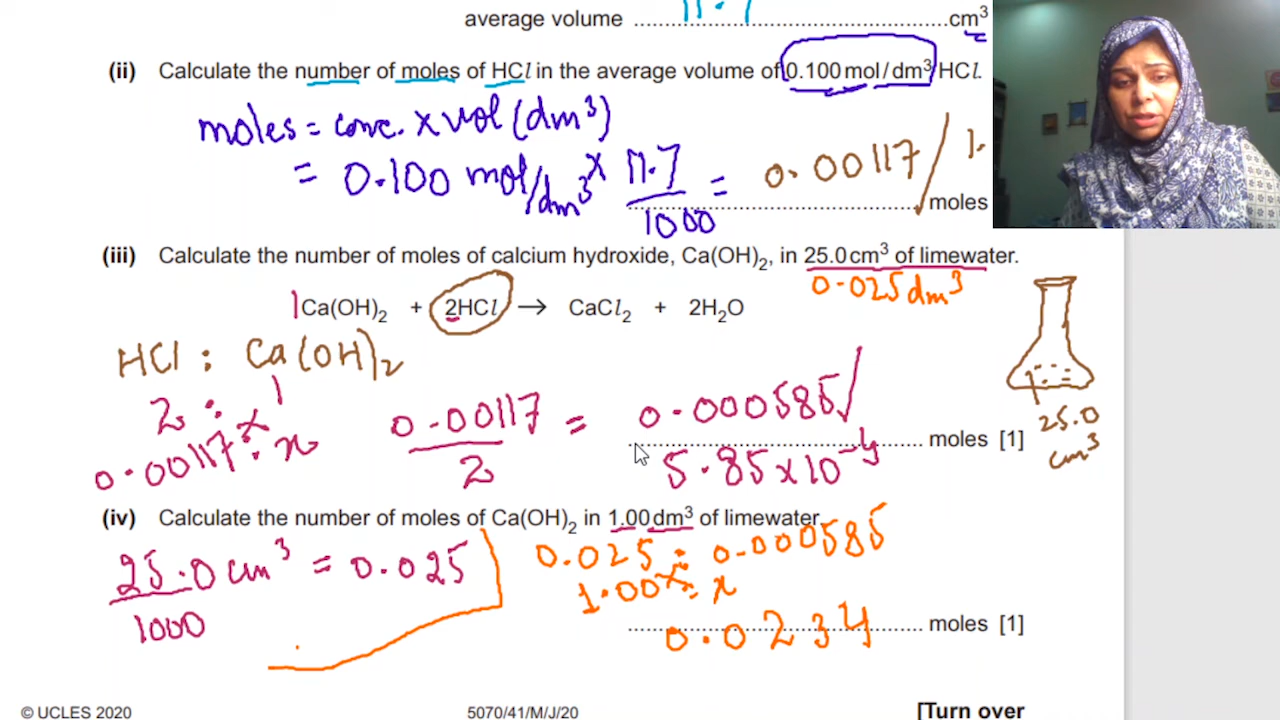 average volume ........ 11.7 ........ cm³
(ii) Calculate the number of moles of HCl in the average volume of 0.100 mol/dm³ HCl.
moles = conc. x vol (dm³)
= 0.100 mol/dm³ x 11.7 / 1000 = 0.00117 / 1.
moles
(iii) Calculate the number of moles of calcium hydroxide, Ca(OH)₂, in 25.0 cm³ of limewater.
0.025 dm³
1 Ca(OH)₂ + 2HCl → CaCl₂ + 2H₂O
HCl : Ca(OH)₂
2 : 1
0.00117 : x
0.00117 / 2 = 0.000585 /
5.85 x 10⁻⁴
moles [1]
25.0
cm³
(iv) Calculate the number of moles of Ca(OH)₂ in 1.00 dm³ of limewater.
25.0 cm³ / 1000 = 0.025
0.025 : 0.000585
1.00 : x
0.0234 moles [1]
© UCLES 2020
5070/41/M/J/20
[Turn over